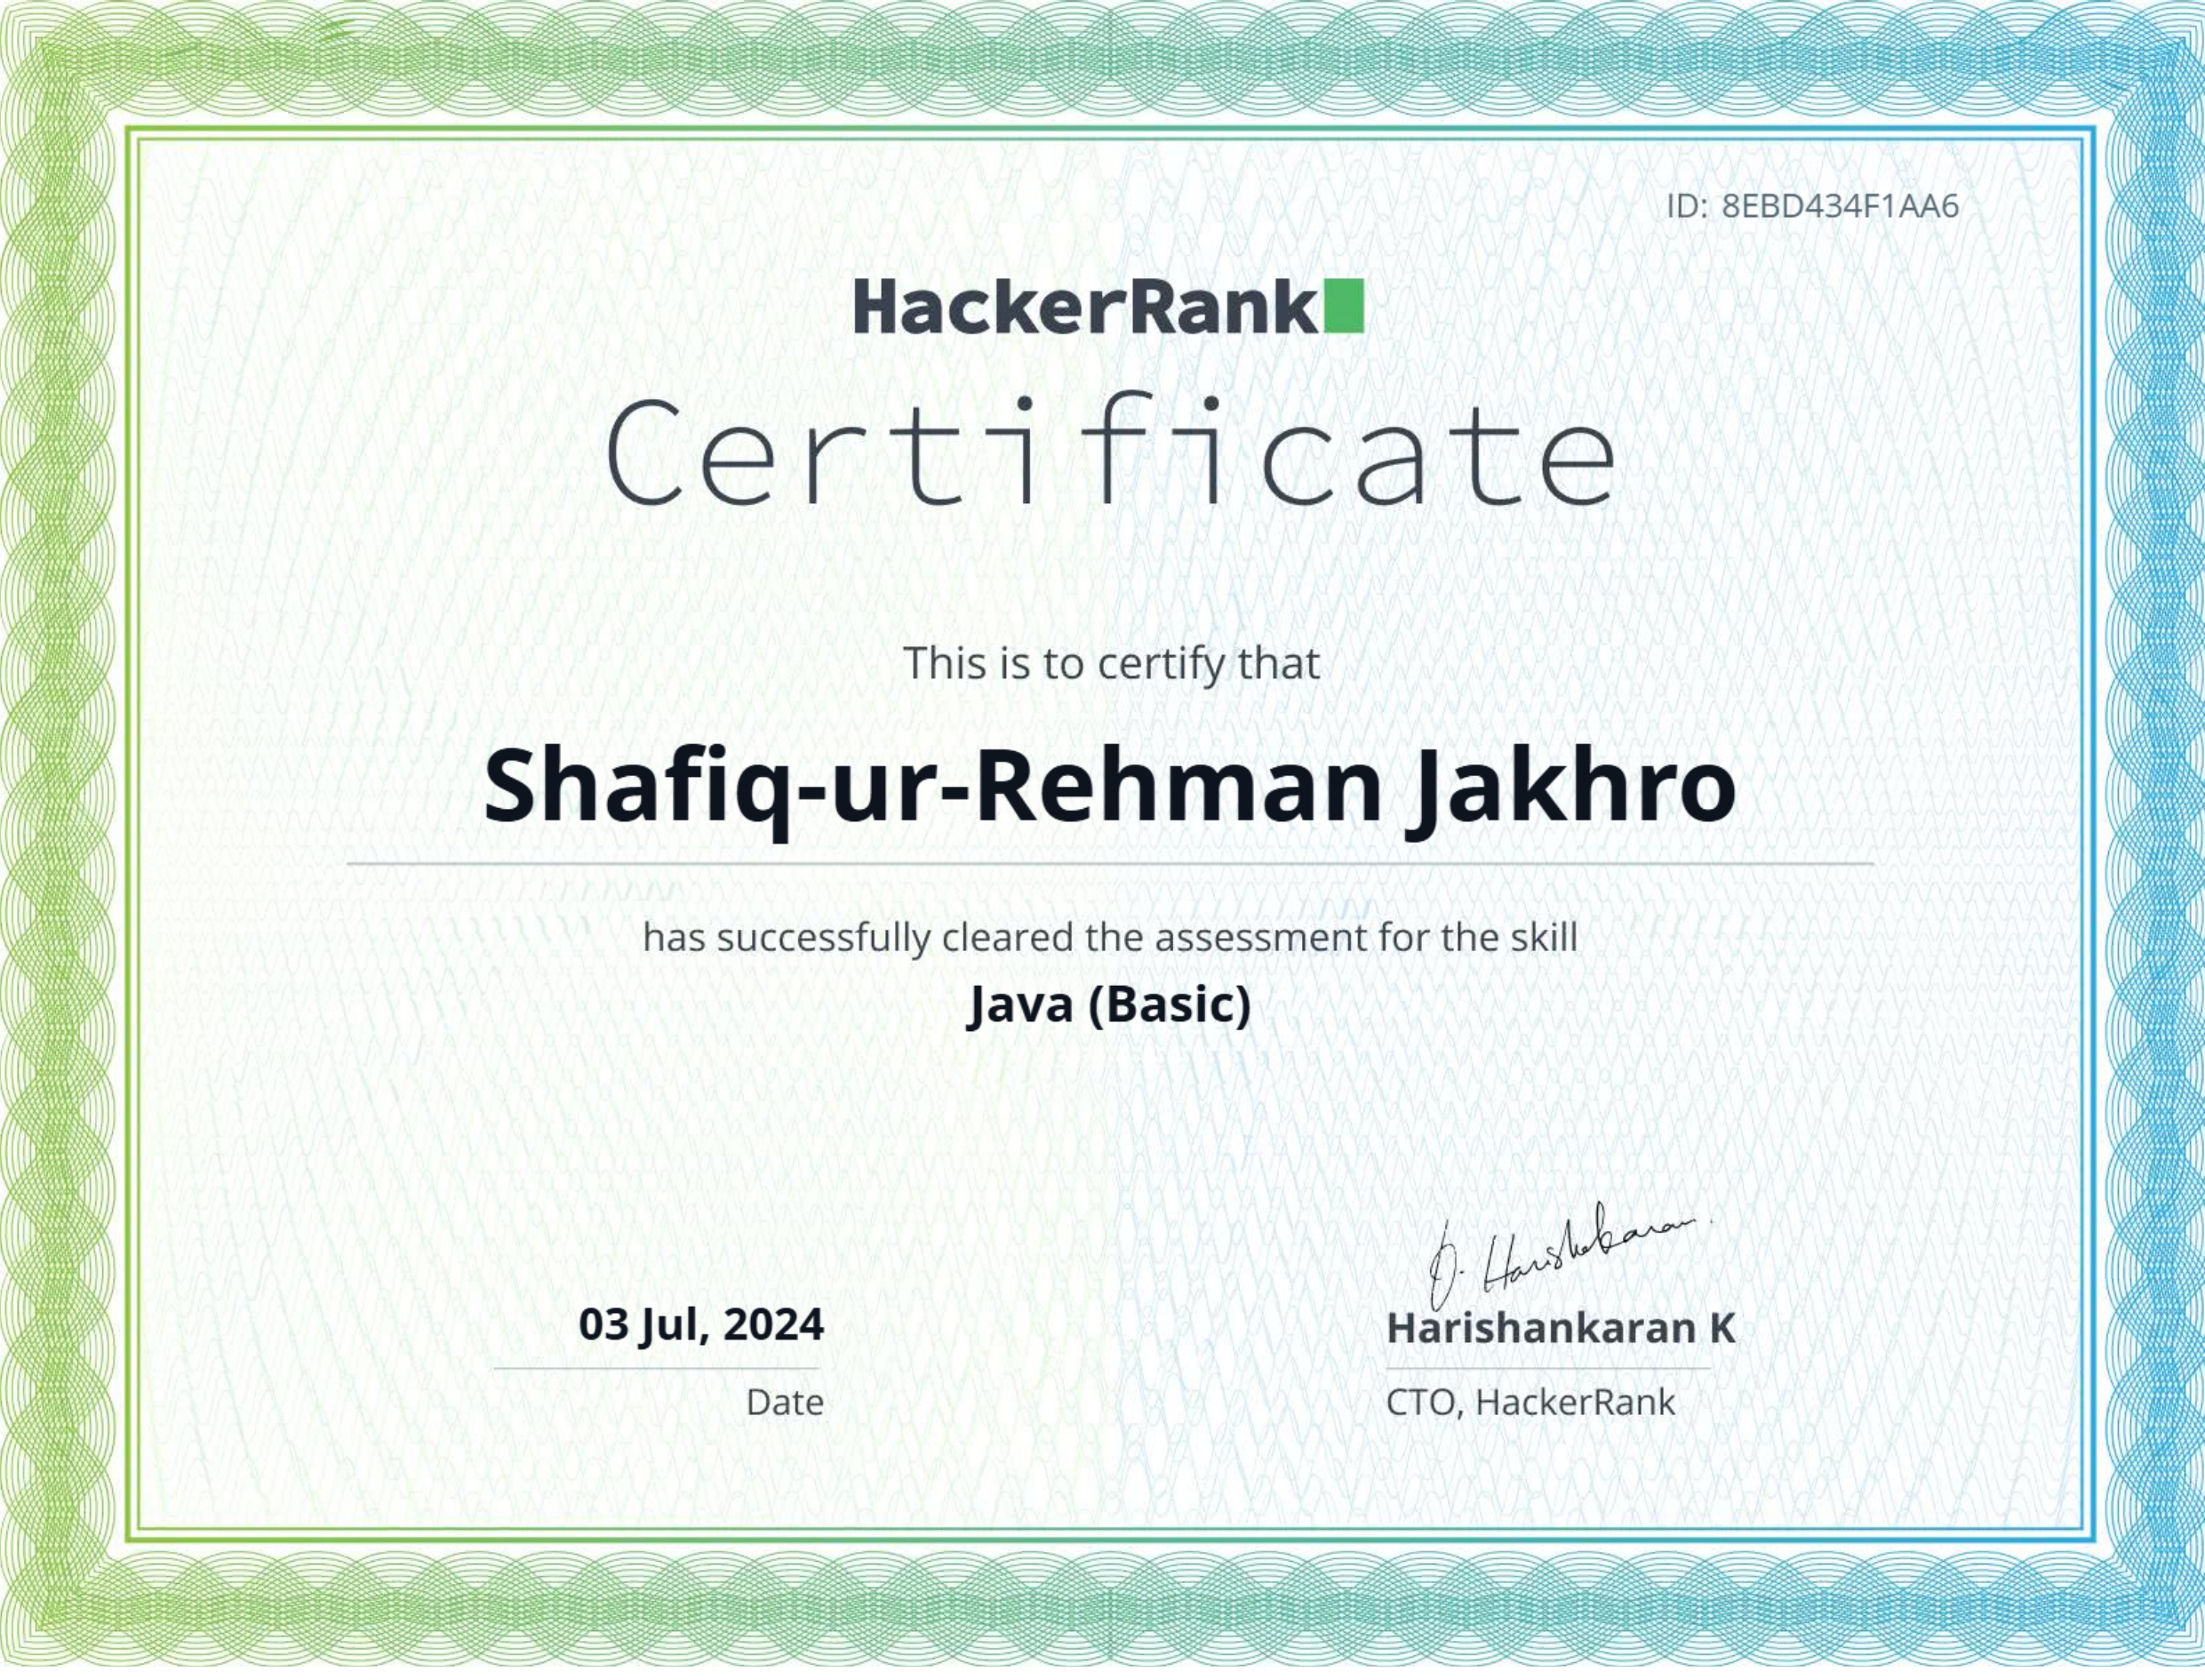 ID: 8EBD434F1AA6
HackerRank
Certificate
This is to certify that
Shafiq-ur-Rehman Jakhro
has successfully cleared the assessment for the skill
Java (Basic)
03 Jul, 2024
Date
Harishankaran K
CTO, HackerRank